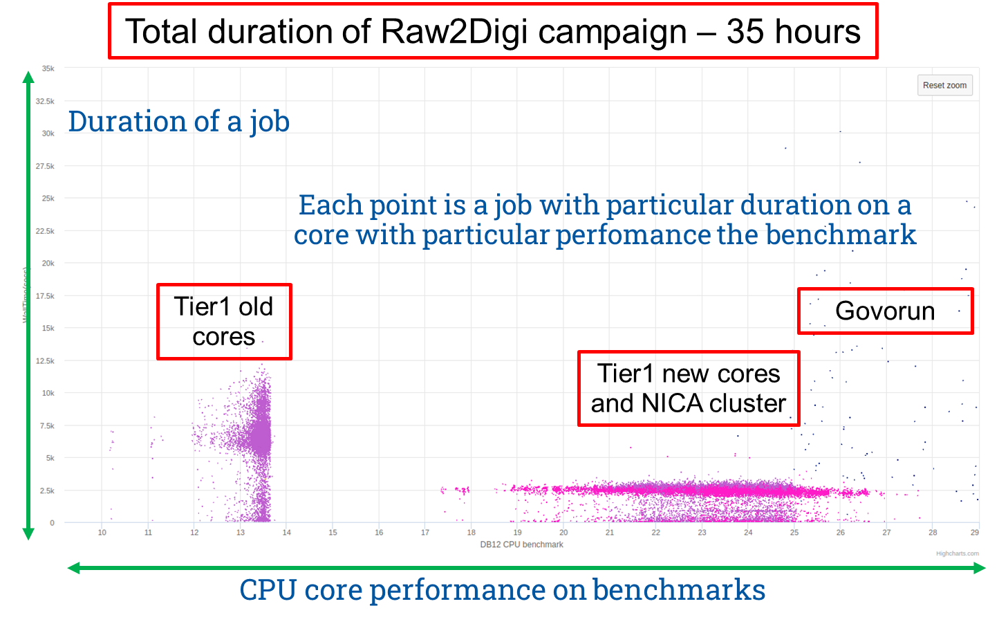 Total duration of Raw2Digi campaign – 35 hours
35k
Reset zoom
32.5k
Duration of a job
30k
27.5k
25k
Each point is a job with particular duration on a
core with particular perfomance the benchmark
22.5k
20k
17.5k
WallTime(secs)
Tier1 old
cores
Govorun
15k
12.5k
Tier1 new cores
and NICA cluster
10k
7.5k
5k
2.5k
0
10 11 12 13 14 15 16 17 18 19 20 21 22 23 24 25 26 27 28 29
DB12 CPU benchmark
Highcharts.com
CPU core performance on benchmarks